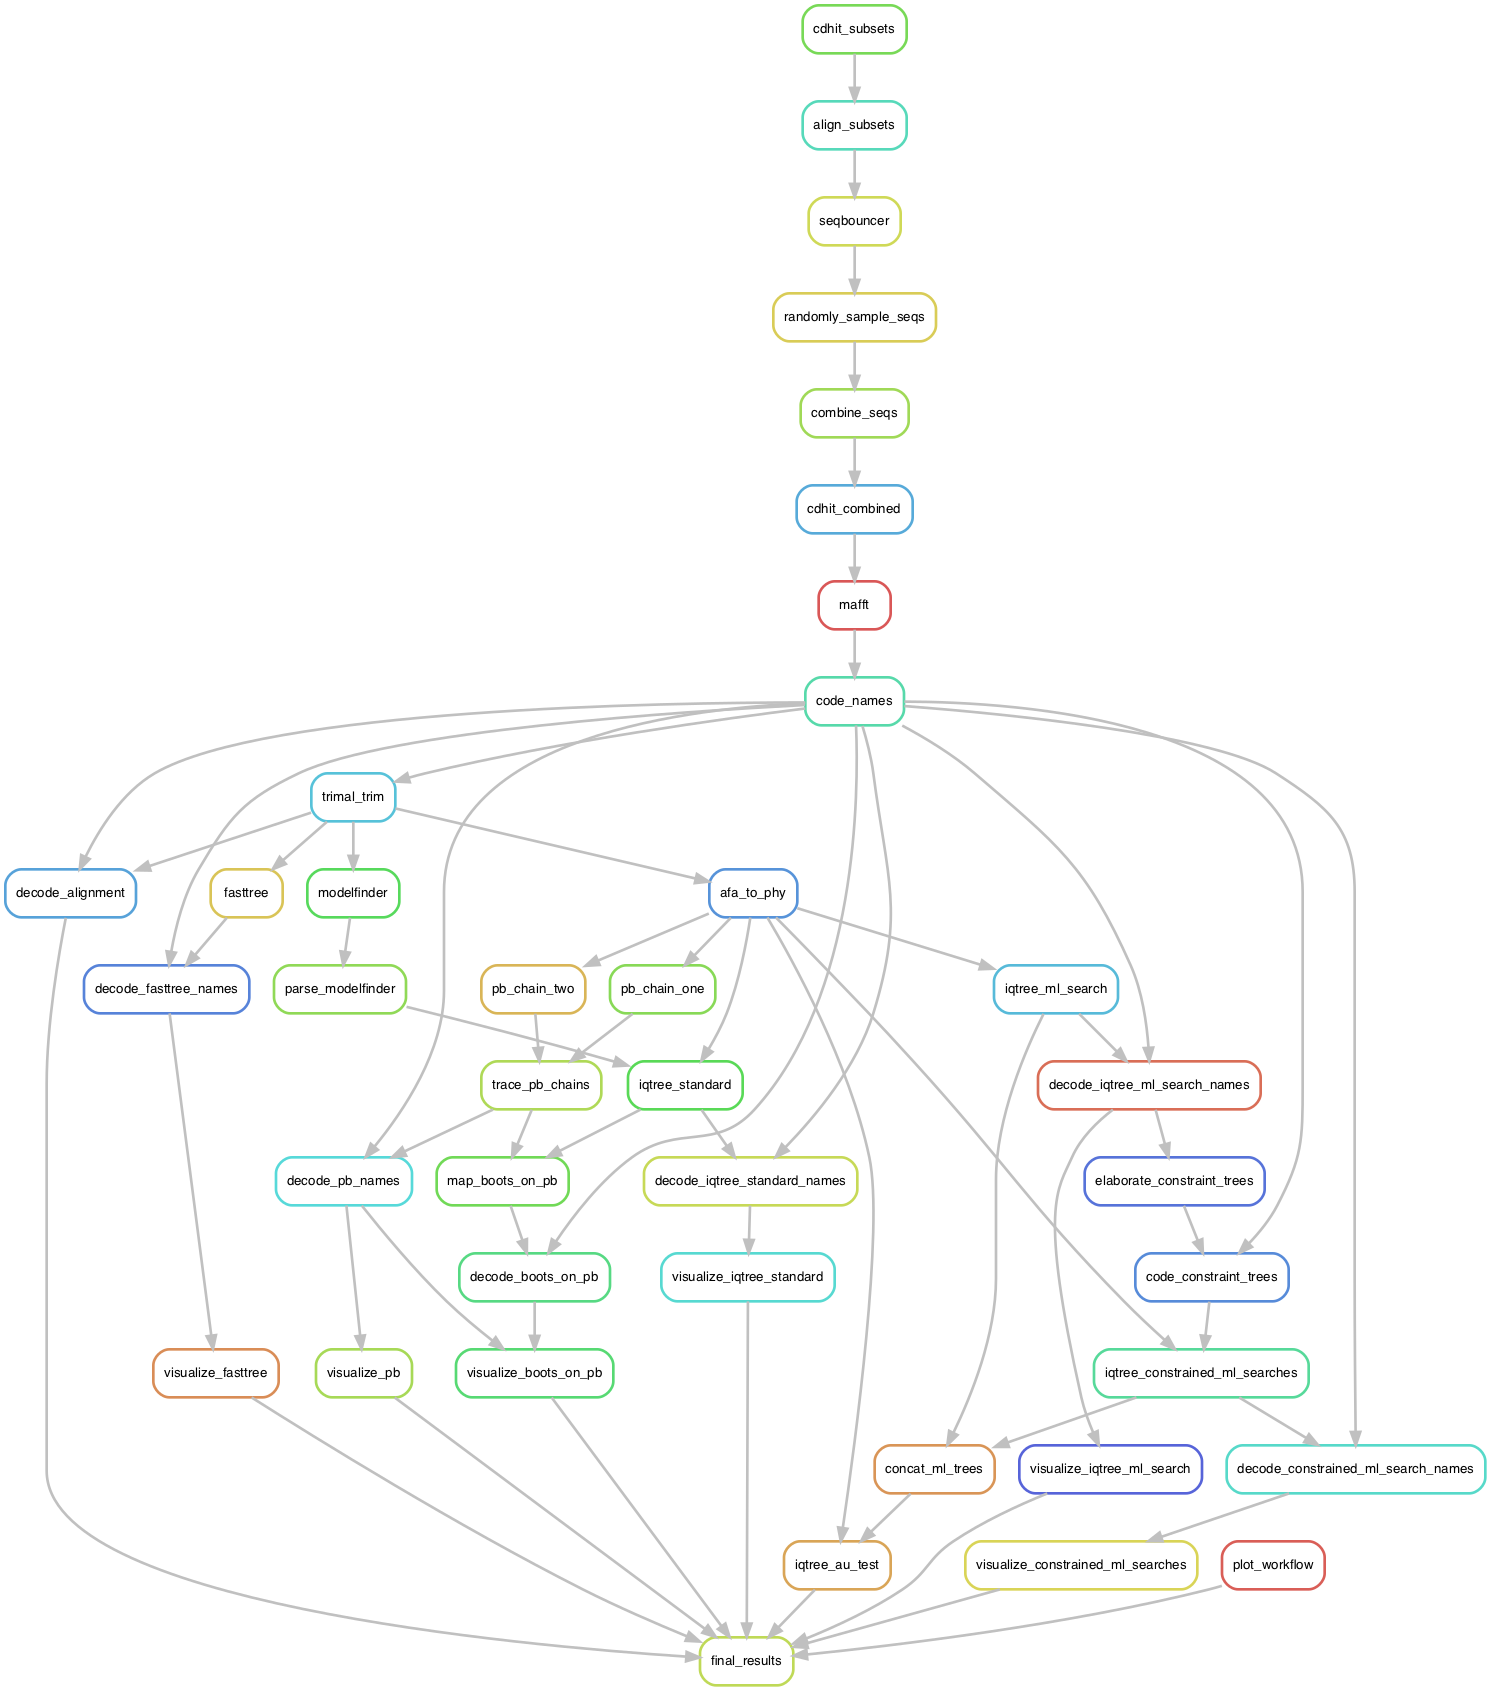 cdhit_subsets
align_subsets
seqbouncer
randomly_sample_seqs
combine_seqs
cdhit_combined
mafft
code_names
trimal_trim
decode_alignment
fasttree
modelfinder
afa_to_phy
decode_fasttree_names
parse_modelfinder
pb_chain_two
pb_chain_one
iqtree_ml_search
trace_pb_chains
iqtree_standard
decode_iqtree_ml_search_names
decode_pb_names
map_boots_on_pb
decode_iqtree_standard_names
elaborate_constraint_trees
decode_boots_on_pb
visualize_iqtree_standard
code_constraint_trees
visualize_fasttree
visualize_pb
visualize_boots_on_pb
iqtree_constrained_ml_searches
concat_ml_trees
visualize_iqtree_ml_search
decode_constrained_ml_search_names
iqtree_au_test
visualize_constrained_ml_searches
plot_workflow
final_results